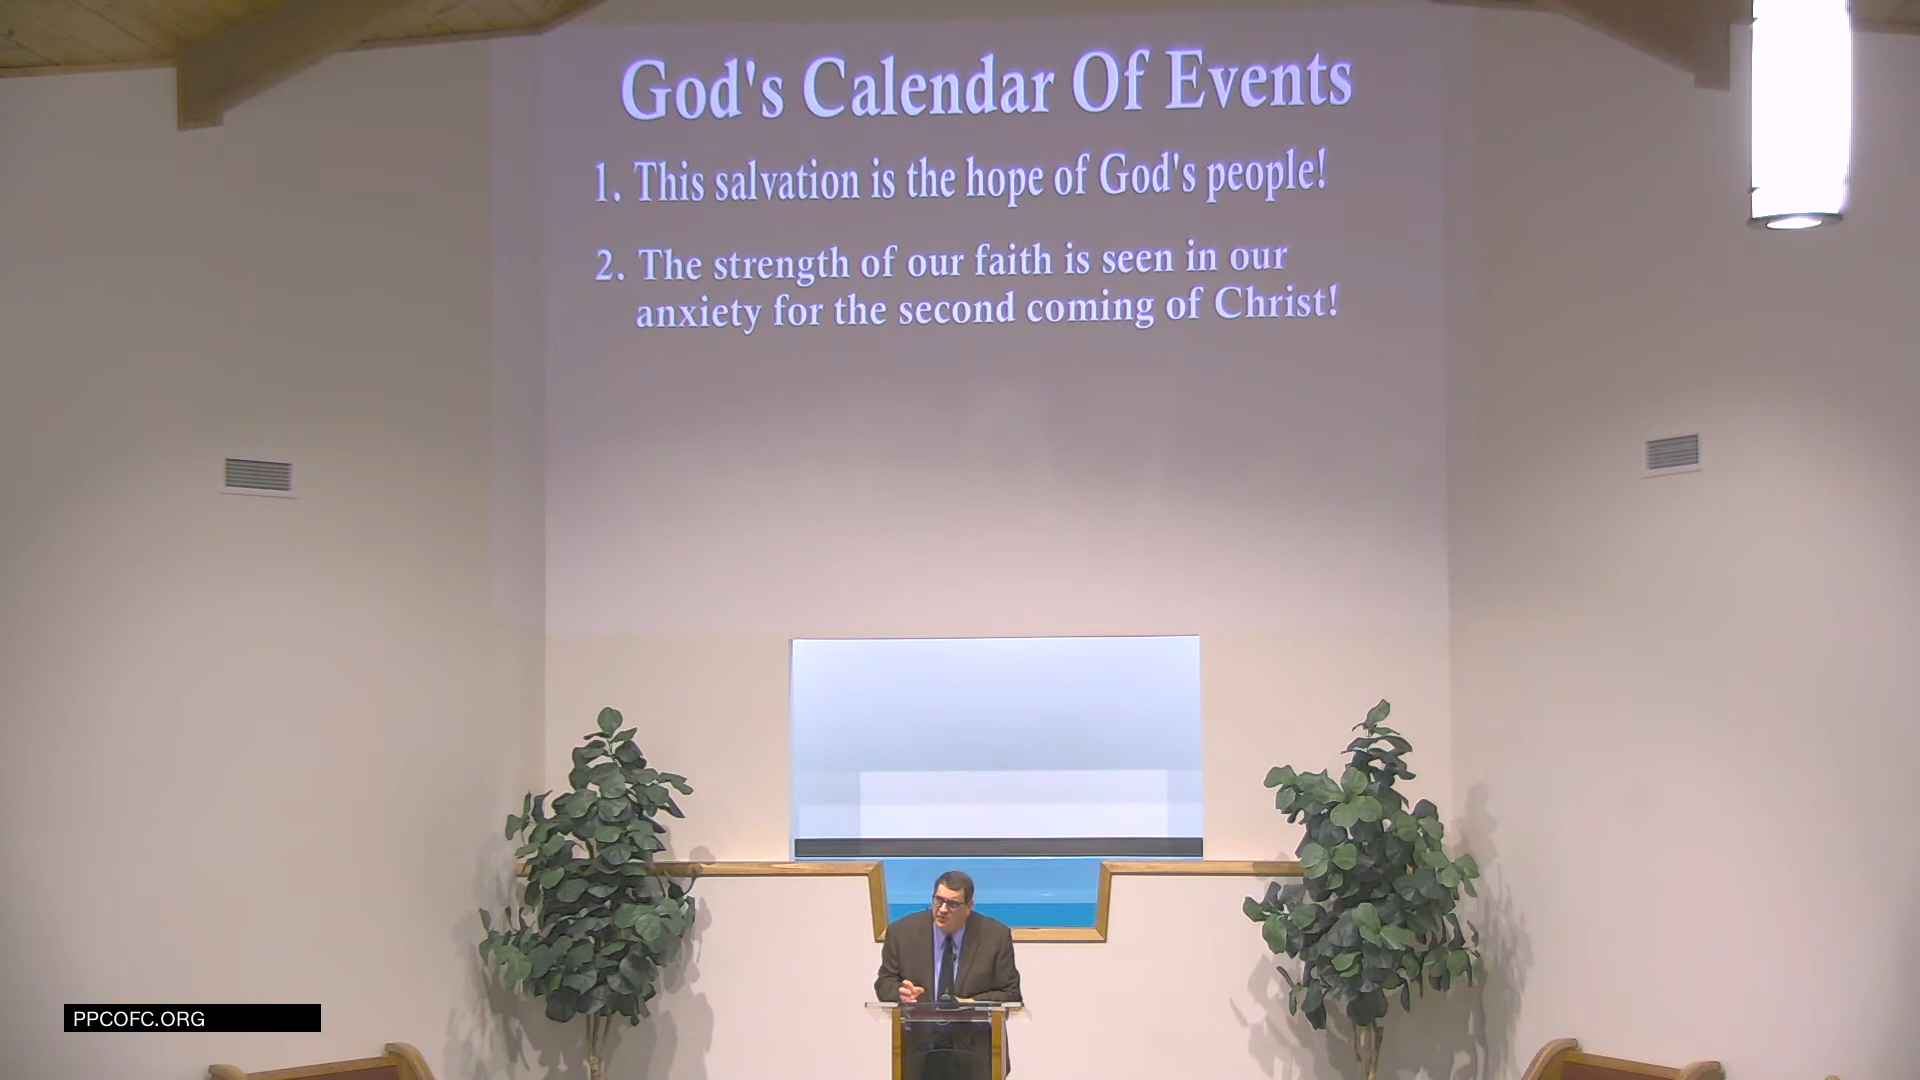 God's Calendar Of Events
1. This salvation is the hope of God's people!
2. The strength of our faith is seen in our
anxiety for the second coming of Christ!
PPCOFC.ORG